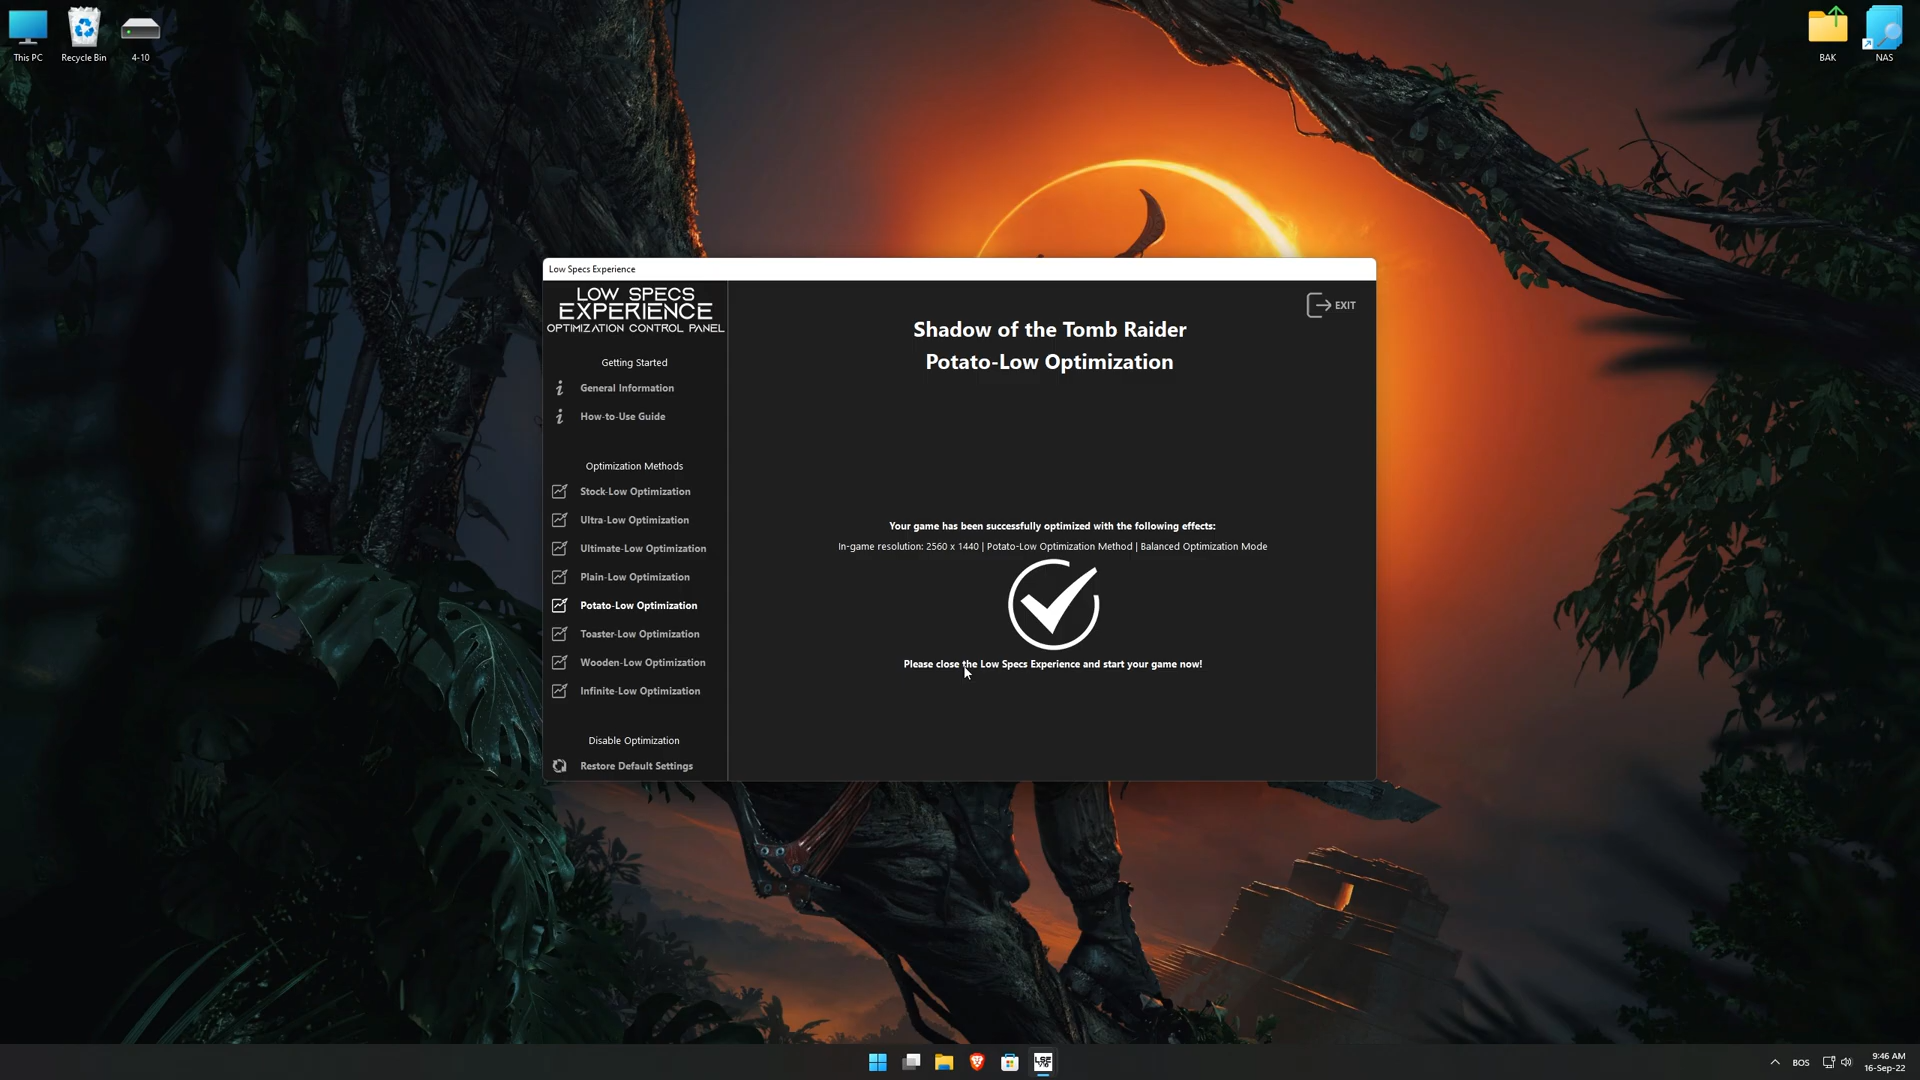 This PC
Recycle Bin
4-10
BAK
NAS
Low Specs Experience
LOW SPECS
EXPERIENCE
OPTIMIZATION CONTROL PANEL
Getting Started
General Information
How-to-Use Guide
Optimization Methods
Stock-Low Optimization
Ultra-Low Optimization
Ultimate-Low Optimization
Plain-Low Optimization
Potato-Low Optimization
Toaster-Low Optimization
Wooden-Low Optimization
Infinite-Low Optimization
Disable Optimization
Restore Default Settings
EXIT
Shadow of the Tomb Raider
Potato-Low Optimization
Your game has been successfully optimized with the following effects:
In-game resolution: 2560 x 1440 | Potato-Low Optimization Method | Balanced Optimization Mode
Please close the Low Specs Experience and start your game now!
LSE
BOS
9:46 AM
16-Sep-22